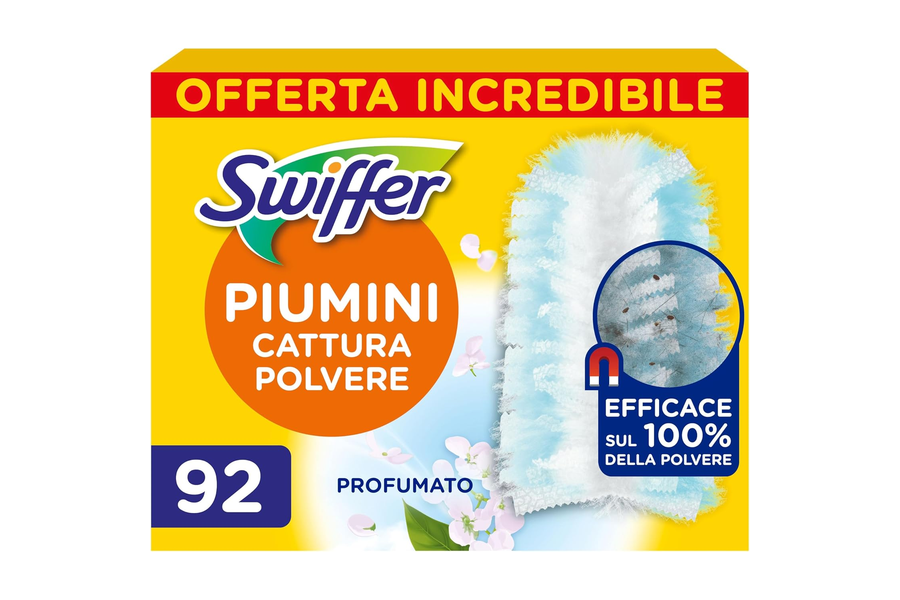 OFFERTA INCREDIBILE
Swiffer
PIUMINI
CATTURA
POLVERE
EFFICACE
SUL 100%
DELLA POLVERE
92
PROFUMATO